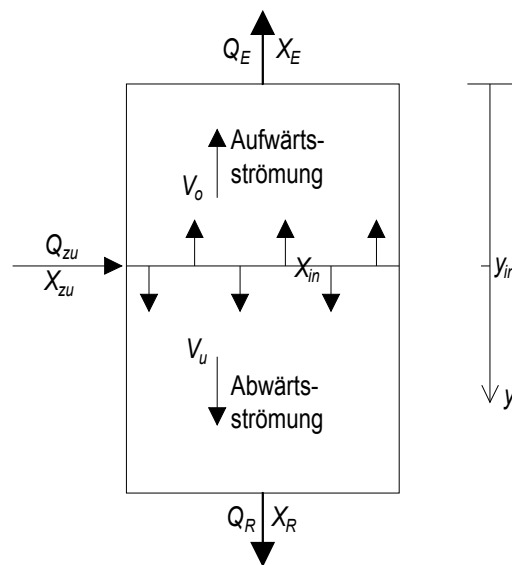 Q_E X_E
Aufwärts-
strömung
V_o
Q_zu
X_zu
X_in
y_in
V_u
Abwärts-
strömung
y
Q_R X_R